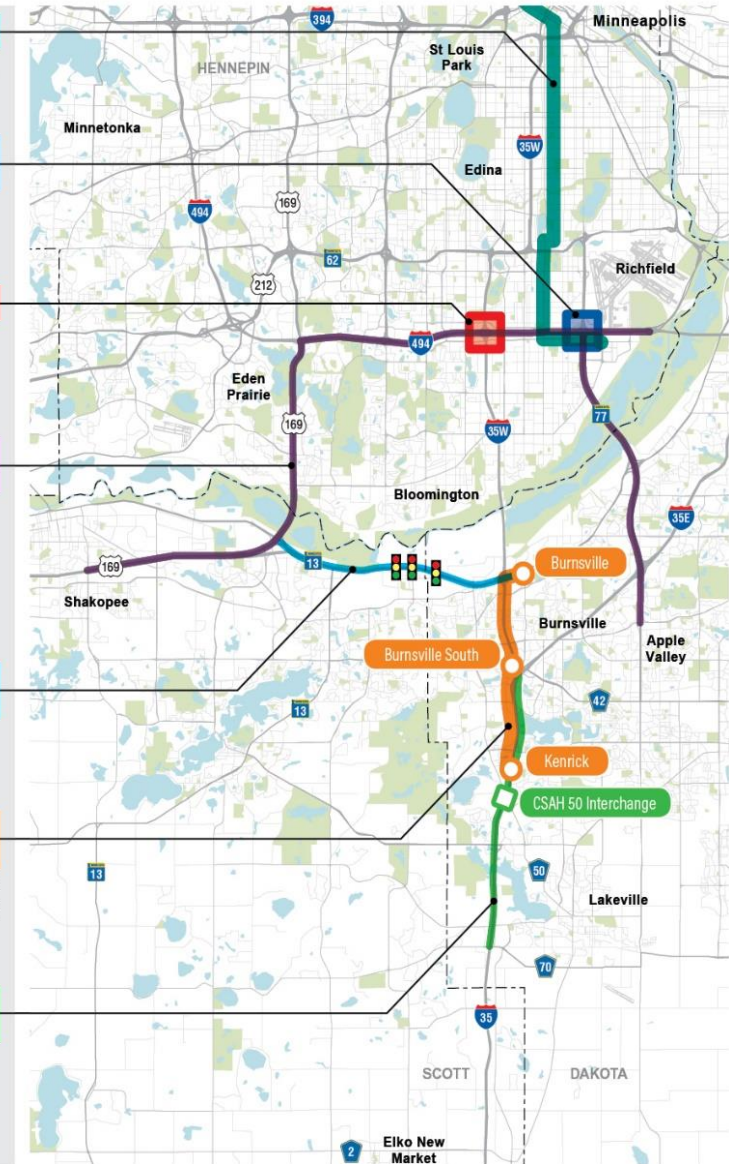 394
Minneapolis
St Louis
Park
HENNEPIN
Minnetonka
35W
Edina
169
494
62
212
Richfield
494
Eden
Prairie
169
77
35W
Bloomington
35E
13
169
Shakopee
Burnsville
Burnsville
Burnsville South
Apple
Valley
42
13
Kenrick
CSAH 50 Interchange
13
50
Lakeville
70
35
SCOTT
DAKOTA
2
Elko New
Market